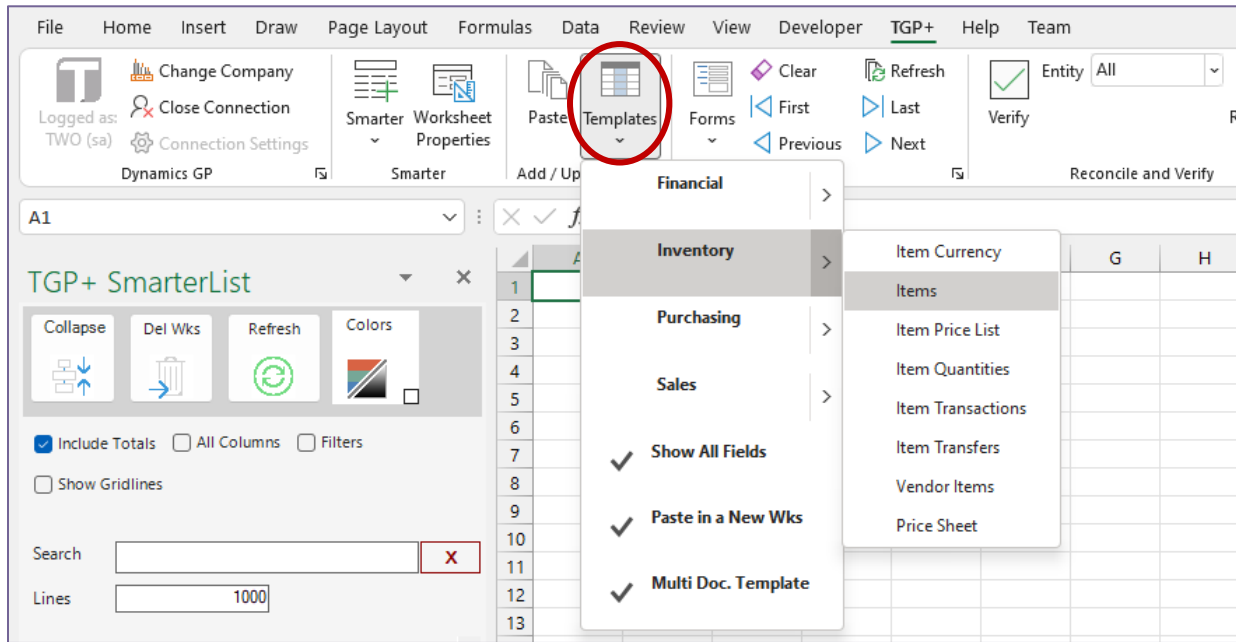 File Home Insert Draw Page Layout Formulas Data Review View Developer TGP+ Help Team
Logged as:
TWO (sa)
Change Company
Close Connection
Connection Settings
Dynamics GP
Smarter
Worksheet
Properties
Smarter
Paste
Templates
Add / Up
Forms
Clear
First
Previous
Refresh
Last
Next
Verify
Entity All
R
Reconcile and Verify
A1
TGP+ SmarterList
Collapse Del Wks Refresh Colors
Include Totals All Columns Filters
Show Gridlines
Search X
Lines 1000
A G H
1
2
3
4
5
6
7
8
9
10
11
12
13
Financial
Inventory
Purchasing
Sales
Show All Fields
Paste in a New Wks
Multi Doc. Template
Item Currency
Items
Item Price List
Item Quantities
Item Transactions
Item Transfers
Vendor Items
Price Sheet